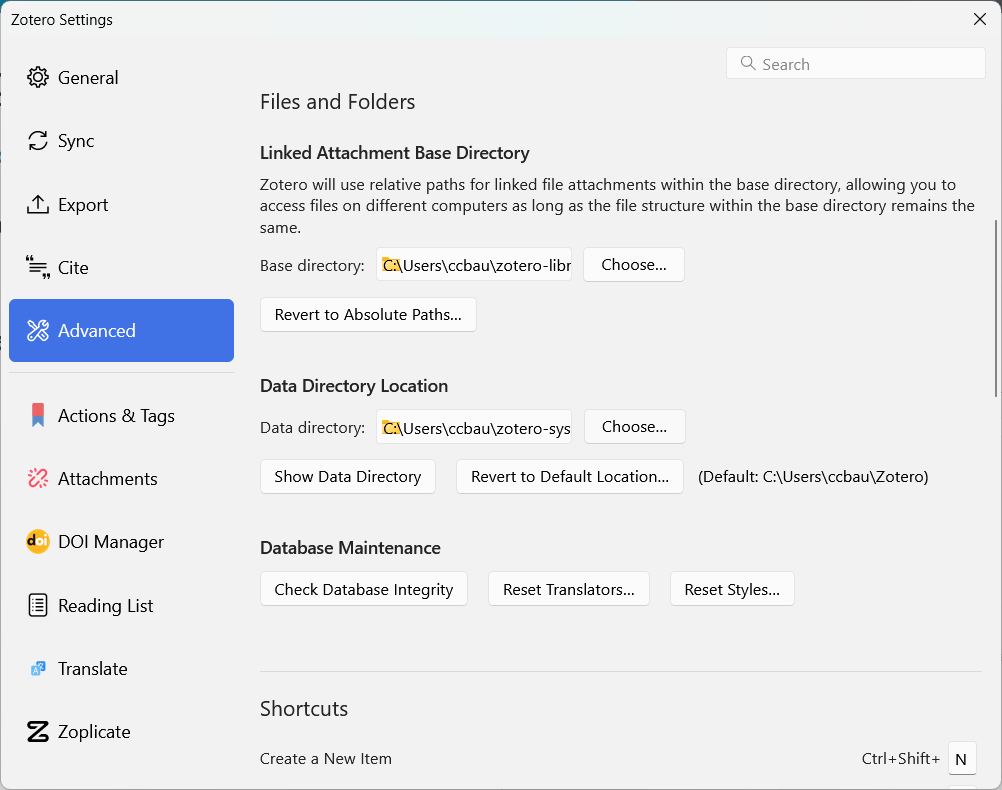 Zotero Settings
General
Sync
Export
Cite
Advanced
Actions & Tags
Attachments
DOI Manager
Reading List
Translate
Zoplicate
Search
Files and Folders
Linked Attachment Base Directory
Zotero will use relative paths for linked file attachments within the base directory, allowing you to
access files on different computers as long as the file structure within the base directory remains the
same.
Base directory: C:\Users\ccbau\zotero-libr Choose...
Revert to Absolute Paths...
Data Directory Location
Data directory: C:\Users\ccbau\zotero-sys Choose...
Show Data Directory Revert to Default Location... (Default: C:\Users\ccbau\Zotero)
Database Maintenance
Check Database Integrity Reset Translators... Reset Styles...
Shortcuts
Create a New Item Ctrl+Shift+ N